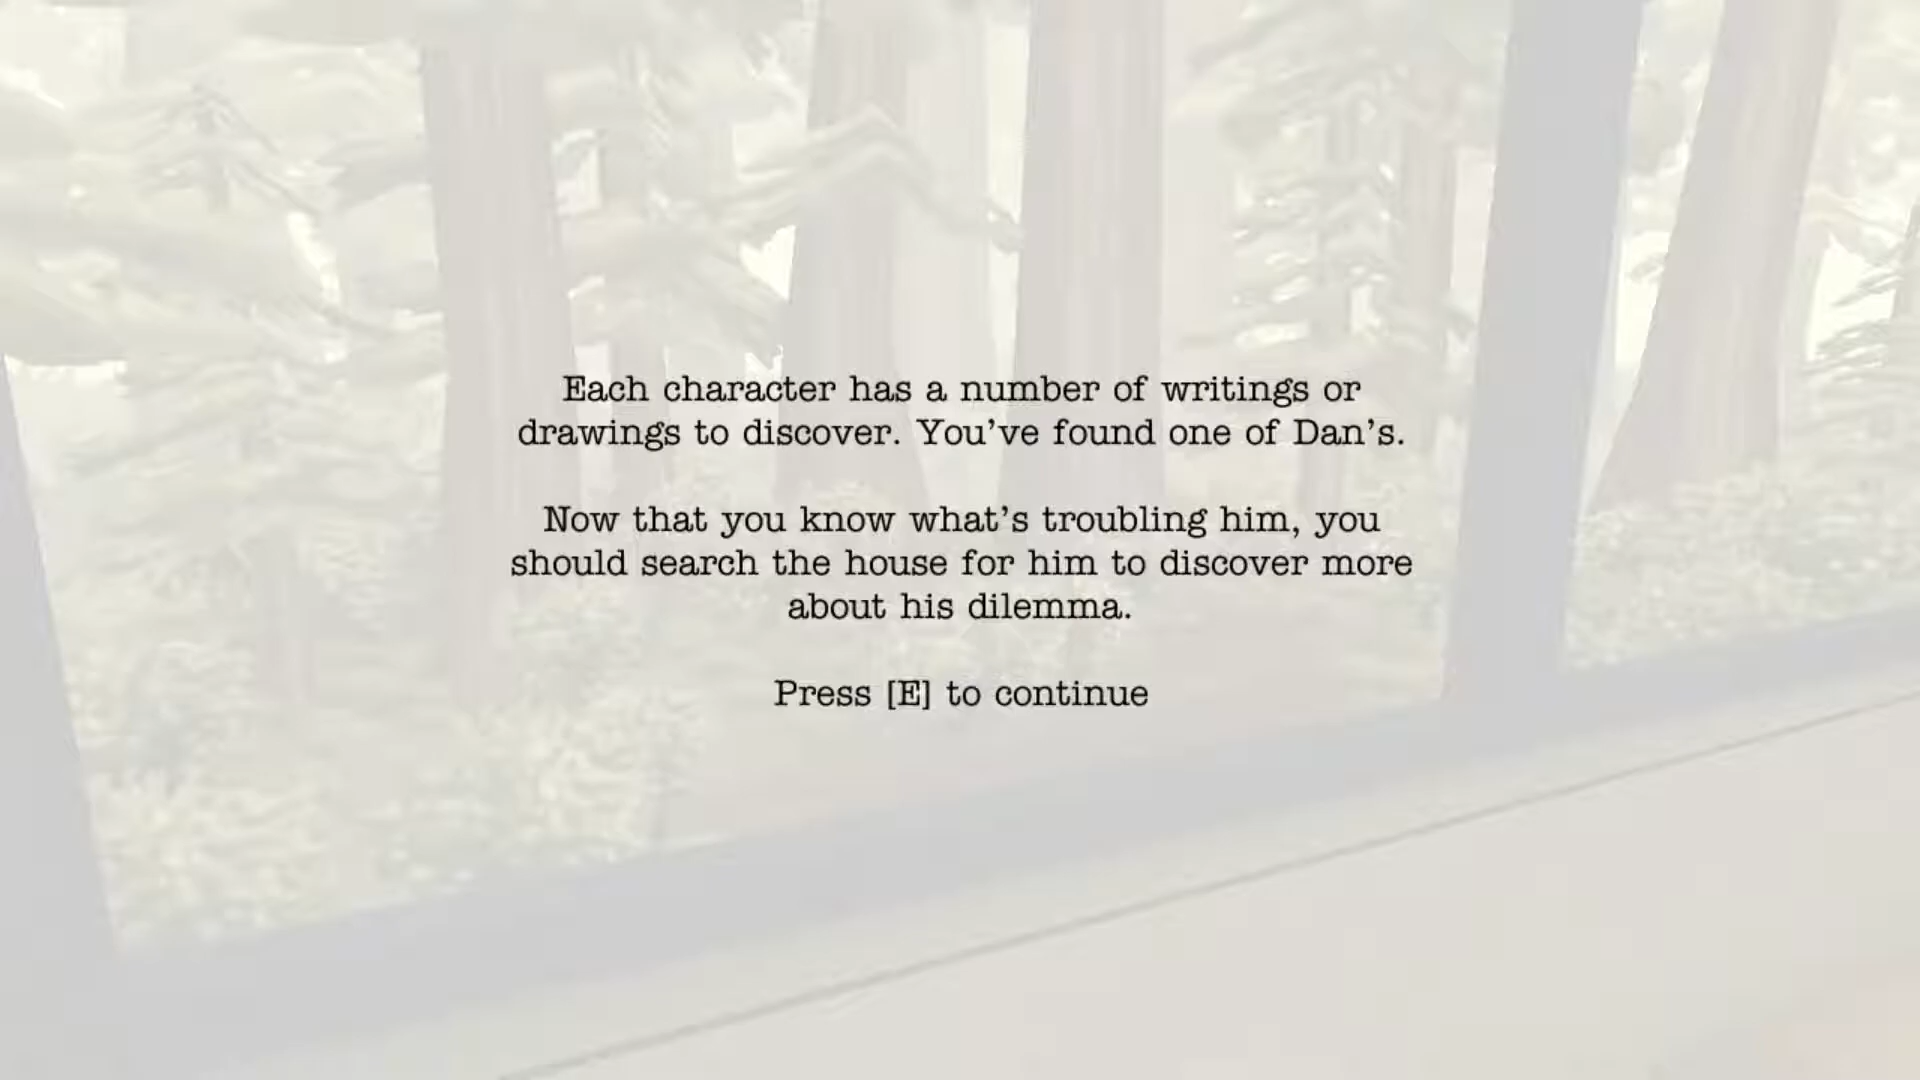 Each character has a number of writings or
drawings to discover. You've found one of Dan's.
Now that you know what's troubling him, you
should search the house for him to discover more
about his dilemma.
Press [E] to continue